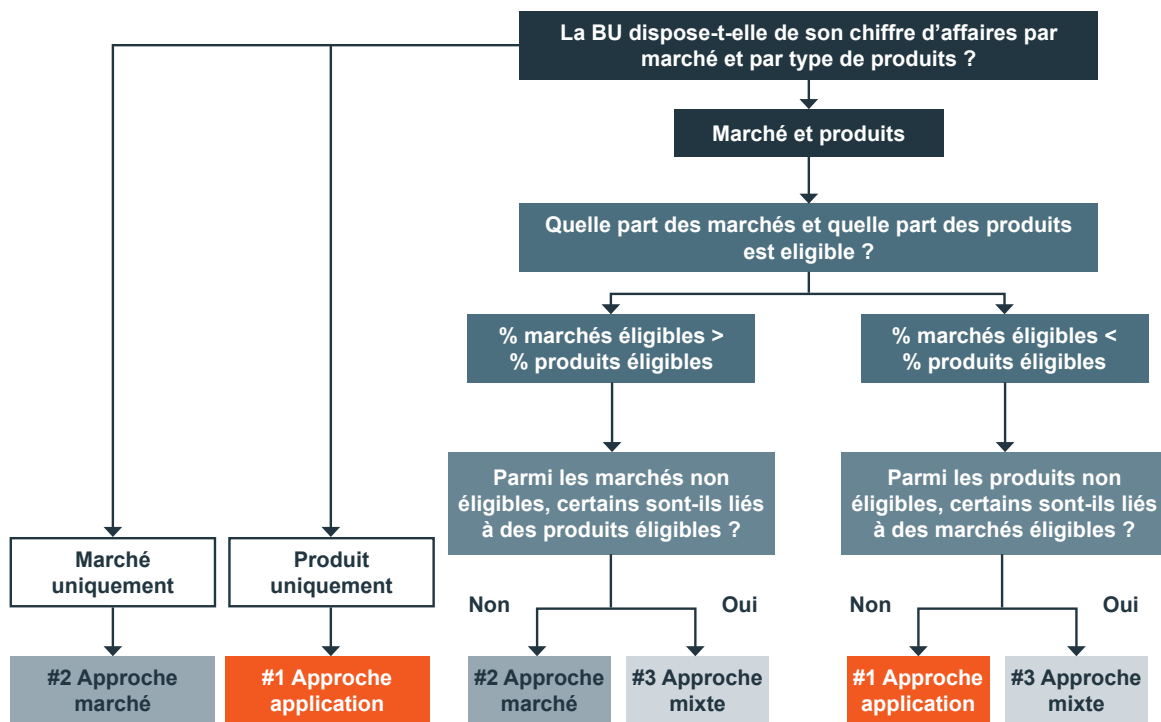 La BU dispose-t-elle de son chiffre d’affaires par
marché et par type de produits ?
Marché et produits
Quelle part des marchés et quelle part des produits
est eligible ?
% marchés éligibles >
% produits éligibles
% marchés éligibles <
% produits éligibles
Parmi les marchés non
éligibles, certains sont-ils liés
à des produits éligibles ?
Parmi les produits non
éligibles, certains sont-ils liés
à des marchés éligibles ?
Marché
uniquement
Produit
uniquement
Non
Oui
Non
Oui
#2 Approche
marché
#1 Approche
application
#2 Approche
marché
#3 Approche
mixte
#1 Approche
application
#3 Approche
mixte